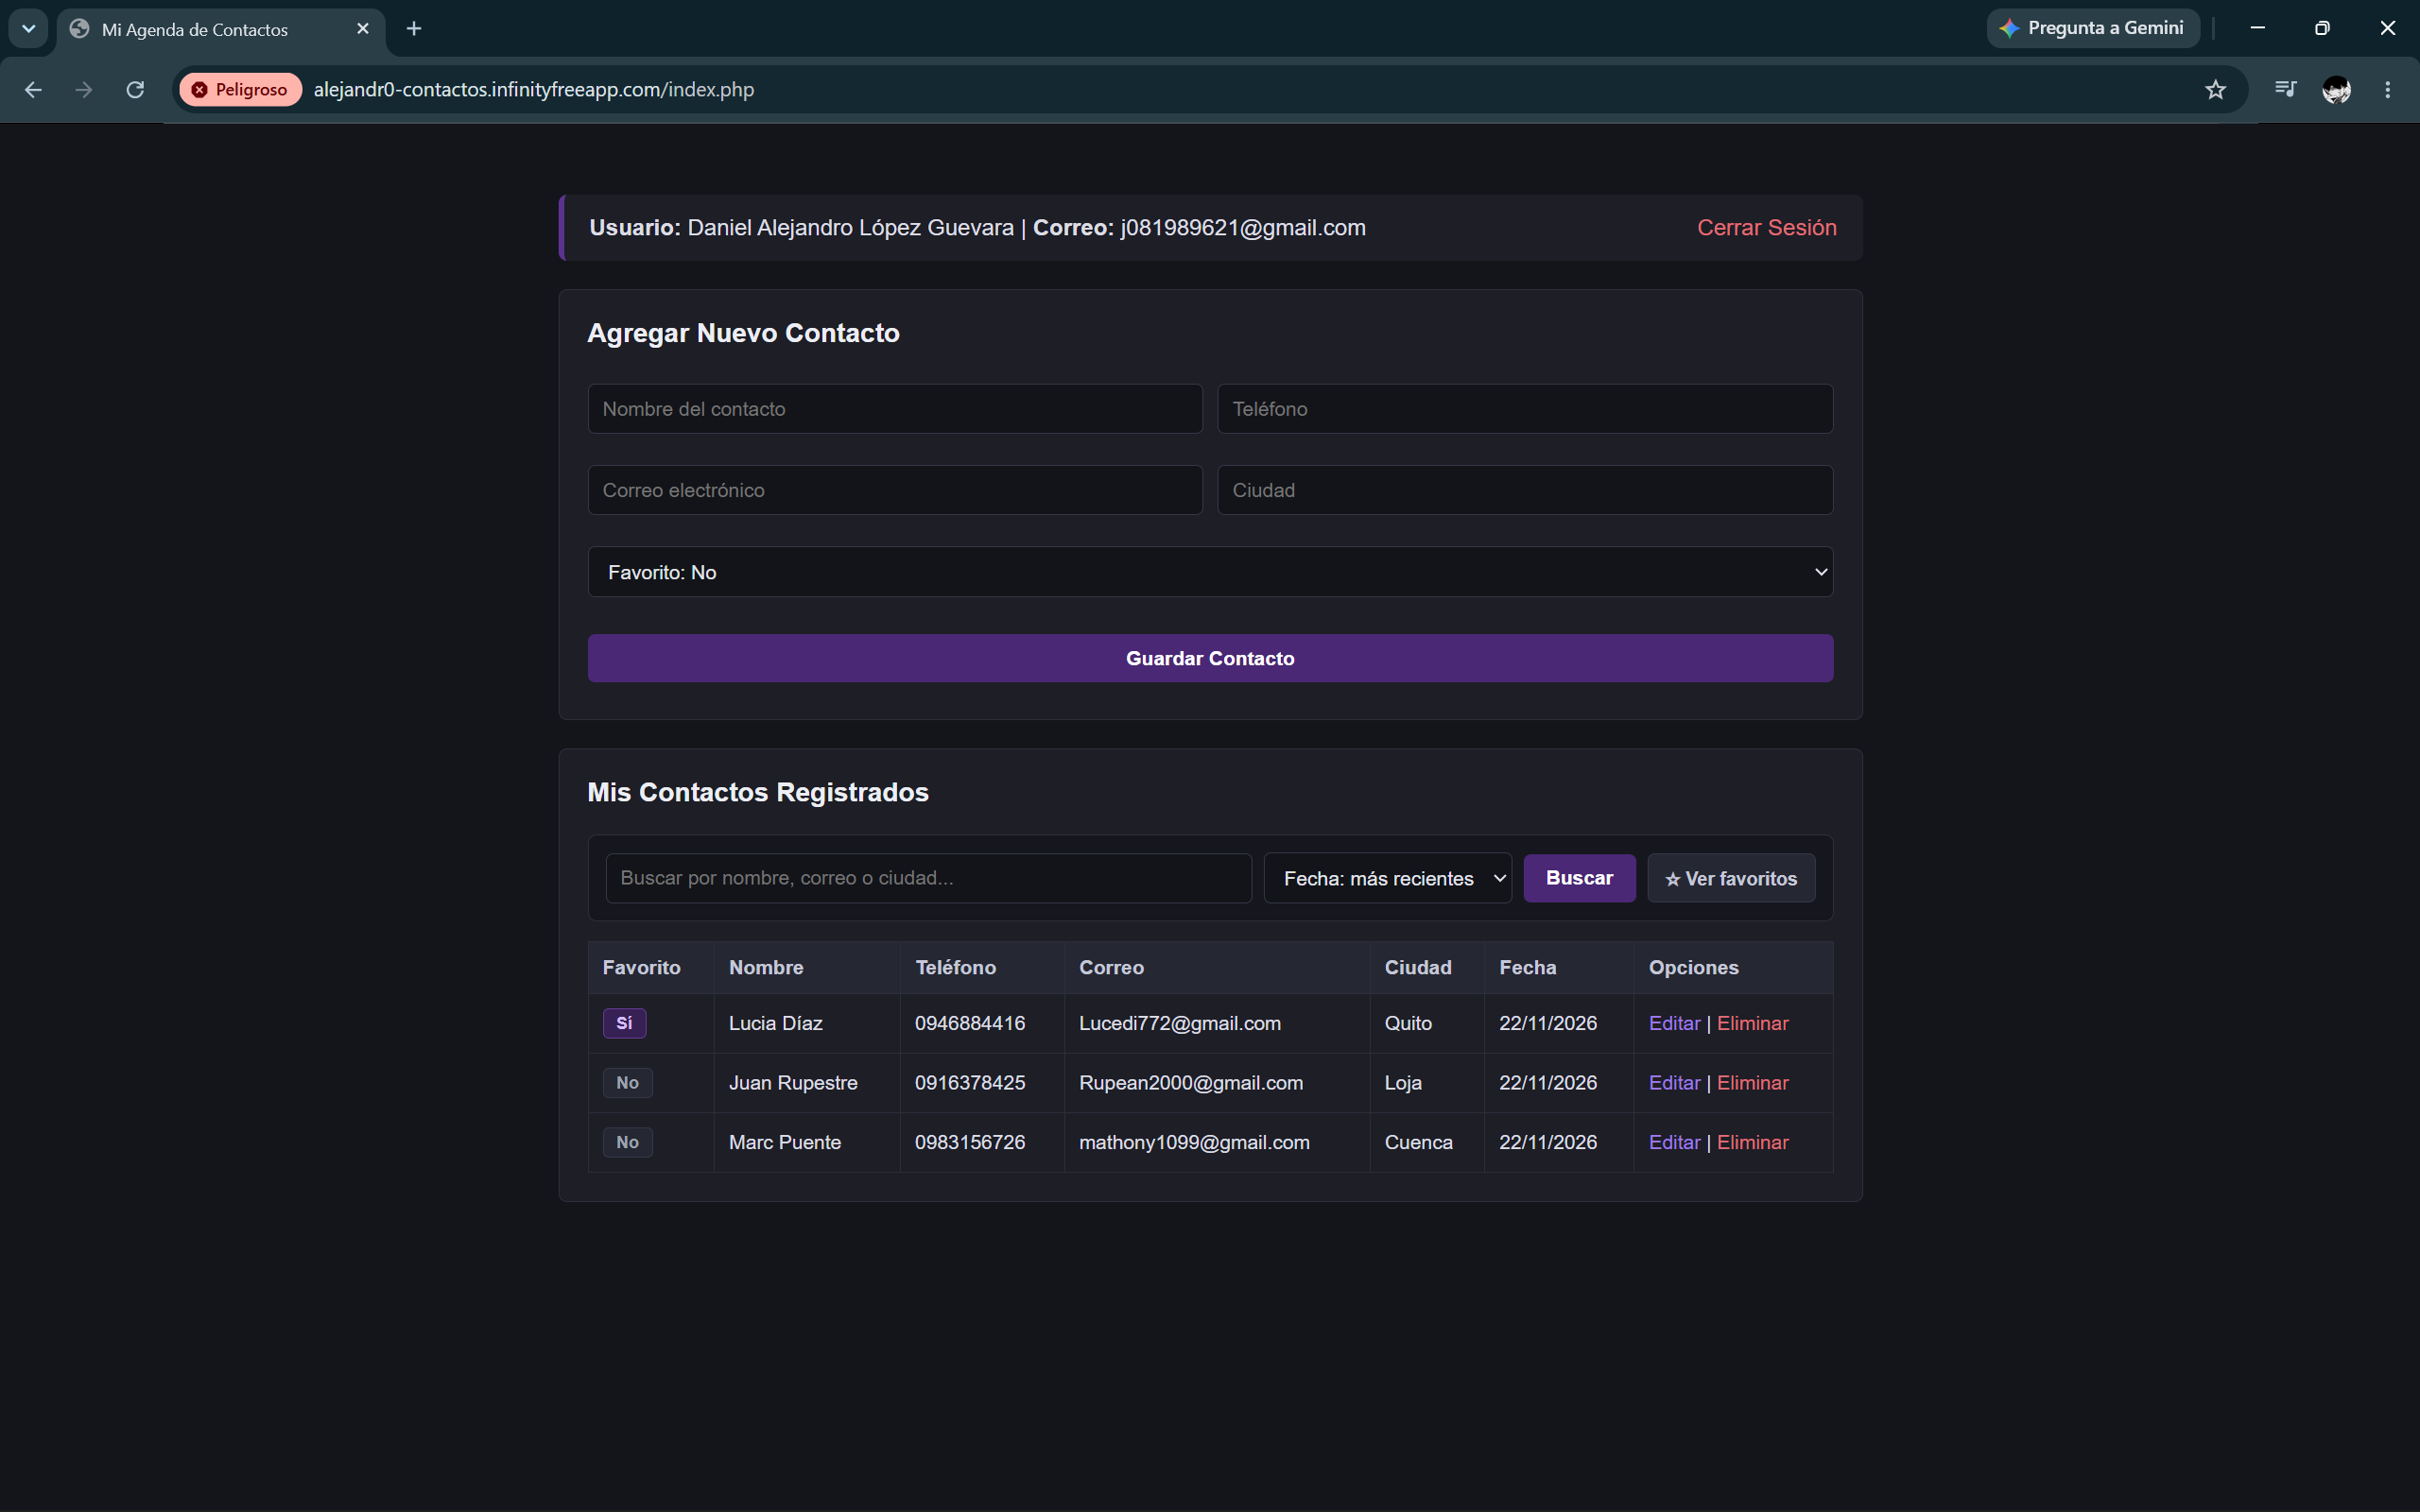 Mi Agenda de Contactos
Pregunta a Gemini
Peligroso alejandr0-contactos.infinityfreeapp.com/index.php
Usuario: Daniel Alejandro López Guevara | Correo: j081989621@gmail.com Cerrar Sesión
Agregar Nuevo Contacto
Nombre del contacto Teléfono
Correo electrónico Ciudad
Favorito: No
Guardar Contacto
Mis Contactos Registrados
Buscar por nombre, correo o ciudad... Fecha: más recientes Buscar ☆ Ver favoritos
Favorito Nombre Teléfono Correo Ciudad Fecha Opciones
Sí Lucia Díaz 0946884416 Lucedi772@gmail.com Quito 22/11/2026 Editar | Eliminar
No Juan Rupestre 0916378425 Rupean2000@gmail.com Loja 22/11/2026 Editar | Eliminar
No Marc Puente 0983156726 mathony1099@gmail.com Cuenca 22/11/2026 Editar | Eliminar